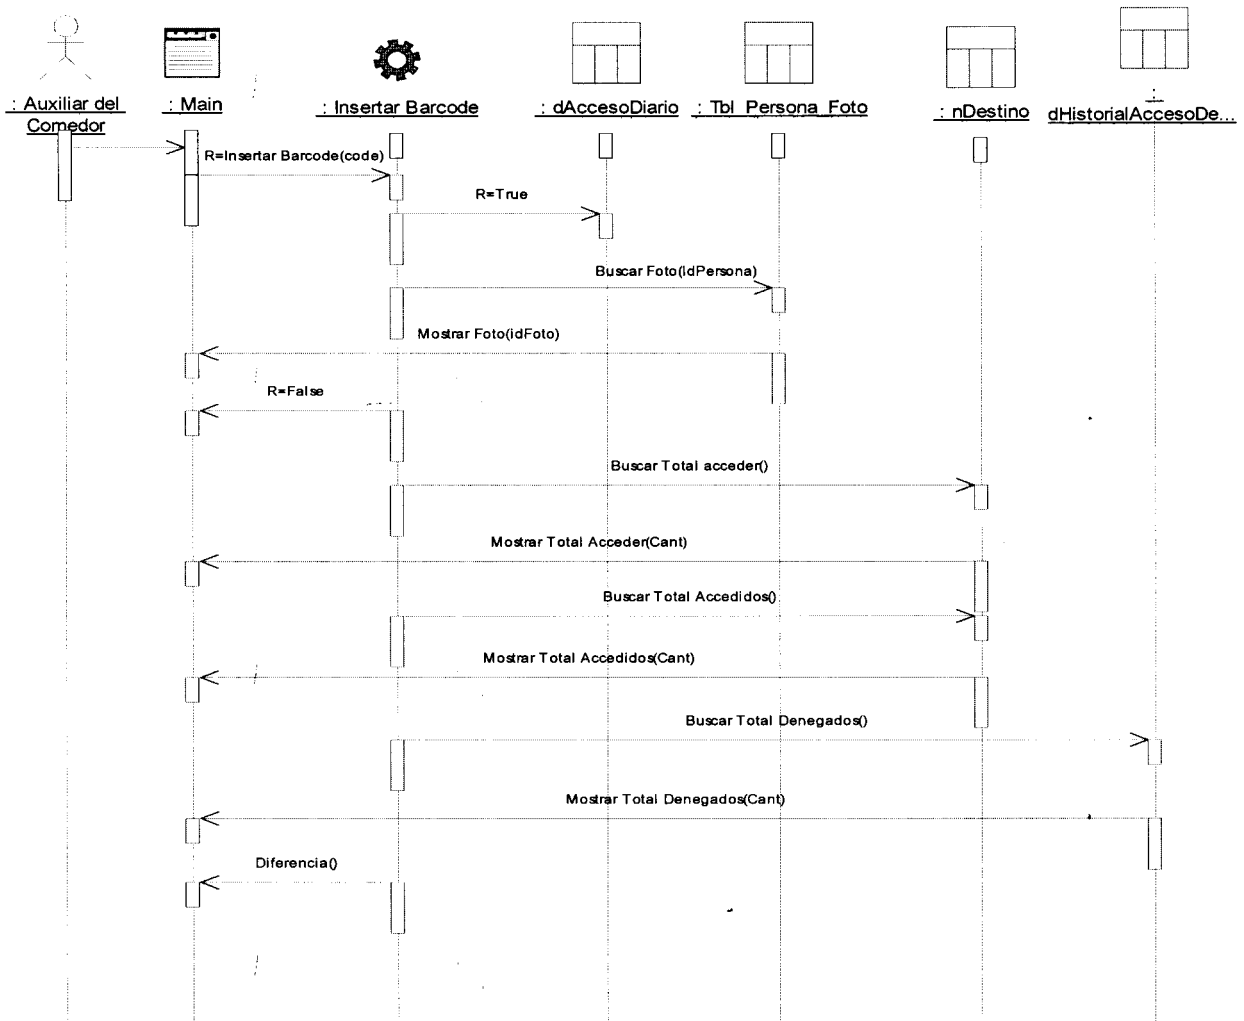 : Auxiliar del
Comedor
: Main
: Insertar Barcode
: dAccesoDiario
: Tbl_Persona_Foto
: nDestino
:
dHistorialAccesoDe...
R=Insertar Barcode(code)
R=True
Buscar Foto(idPersona)
Mostrar Foto(idFoto)
R=False
Buscar Total acceder()
Mostrar Total Acceder(Cant)
Buscar Total Accedidos()
Mostrar Total Accedidos(Cant)
Buscar Total Denegados()
Mostrar Total Denegados(Cant)
Diferencia()